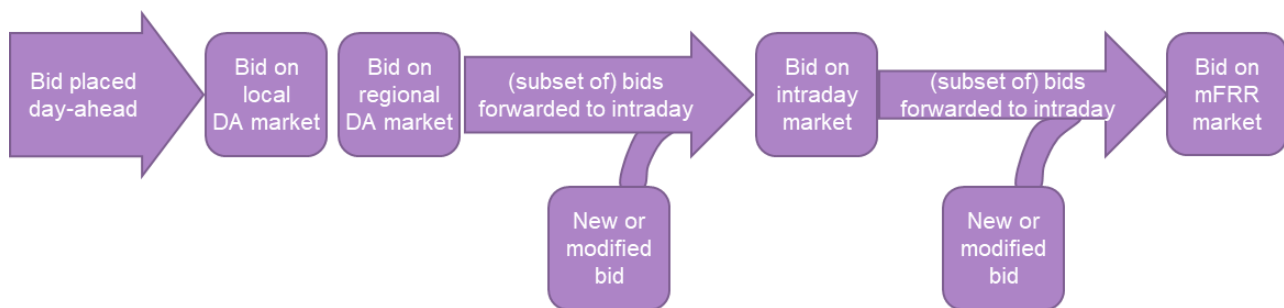 Bid placed
day-ahead
Bid on
local
DA market
Bid on
regional
DA market
(subset of) bids
forwarded to intraday
New or
modified
bid
Bid on
intraday
market
(subset of) bids
forwarded to intraday
New or
modified
bid
Bid on
mFRR
market